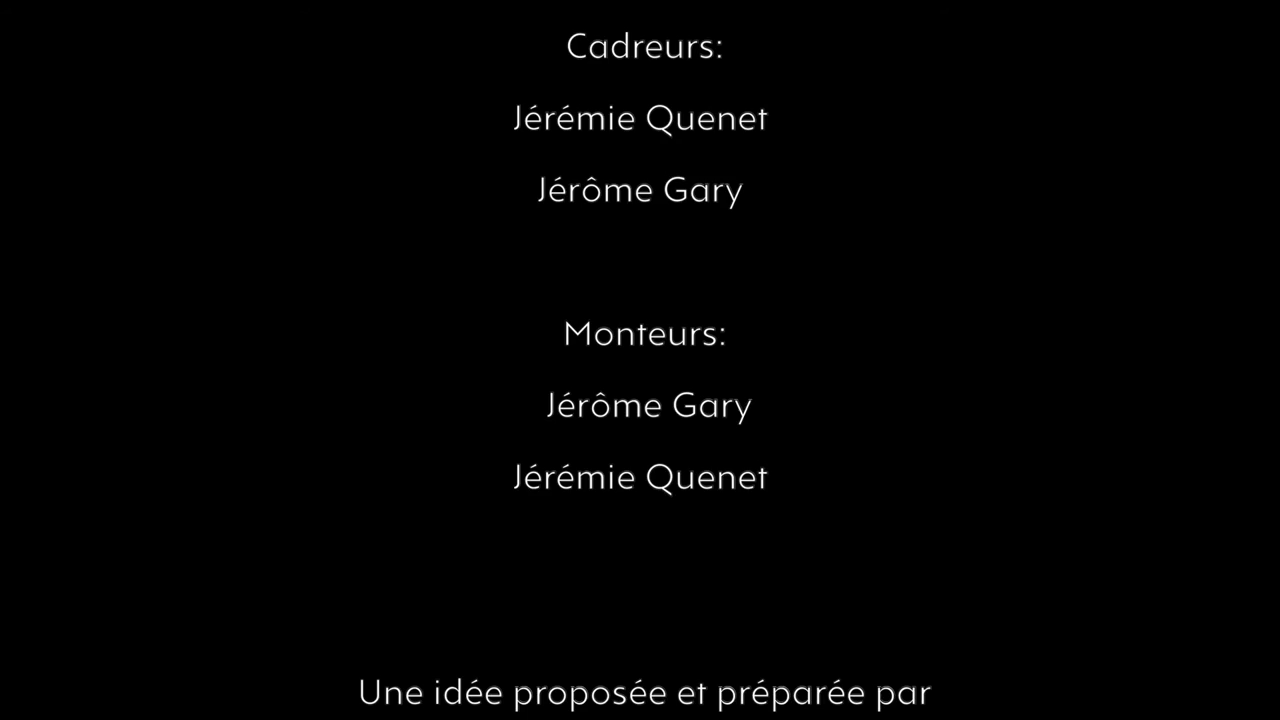 Cadreurs:
Jérémie Quenet
Jérôme Gary
Monteurs:
Jérôme Gary
Jérémie Quenet
Une idée proposée et préparée par